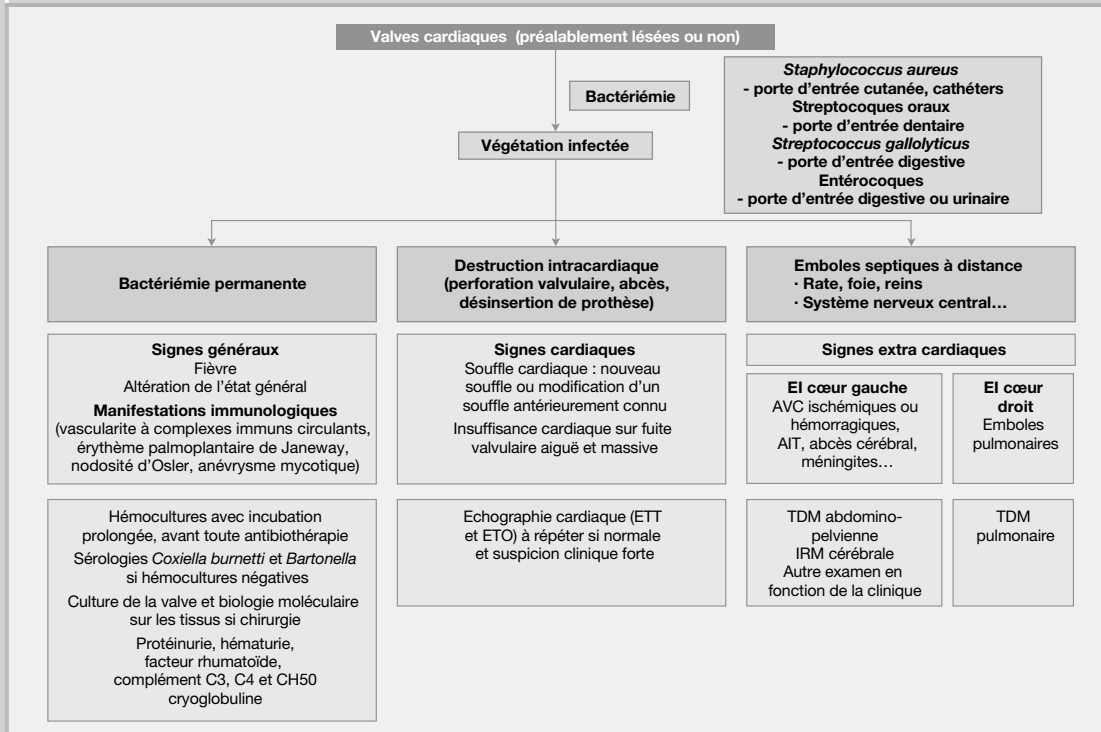 Valves cardiaques (préalablement lésées ou non)
Bactériémie
Staphylococcus aureus
- porte d'entrée cutanée, cathéters
Streptocoques oraux
- porte d'entrée dentaire
Streptococcus gallolyticus
- porte d'entrée digestive
Entérocoques
- porte d'entrée digestive ou urinaire
Végétation infectée
Bactériémie permanente
Destruction intracardiaque
(perforation valvulaire, abcès,
désinsertion de prothèse)
Emboles septiques à distance
· Rate, foie, reins
· Système nerveux central…
Signes généraux
Fièvre
Altération de l'état général
Manifestations immunologiques
(vascularite à complexes immuns circulants,
érythème palmoplantaire de Janeway,
nodosité d'Osler, anévrysme mycotique)
Signes cardiaques
Souffle cardiaque : nouveau
souffle ou modification d'un
souffle antérieurement connu
Insuffisance cardiaque sur fuite
valvulaire aiguë et massive
Signes extra cardiaques
EI cœur gauche
AVC ischémiques ou
hémorragiques,
AIT, abcès cérébral,
méningites…
EI cœur
droit
Emboles
pulmonaires
Hémocultures avec incubation
prolongée, avant toute antibiothérapie
Sérologies Coxiella burnetti et Bartonella
si hémocultures négatives
Culture de la valve et biologie moléculaire
sur les tissus si chirurgie
Protéinurie, hématurie,
facteur rhumatoïde,
complément C3, C4 et CH50
cryoglobuline
Echographie cardiaque (ETT
et ETO) à répéter si normale
et suspicion clinique forte
TDM abdomino-
pelvienne
IRM cérébrale
Autre examen en
fonction de la clinique
TDM
pulmonaire